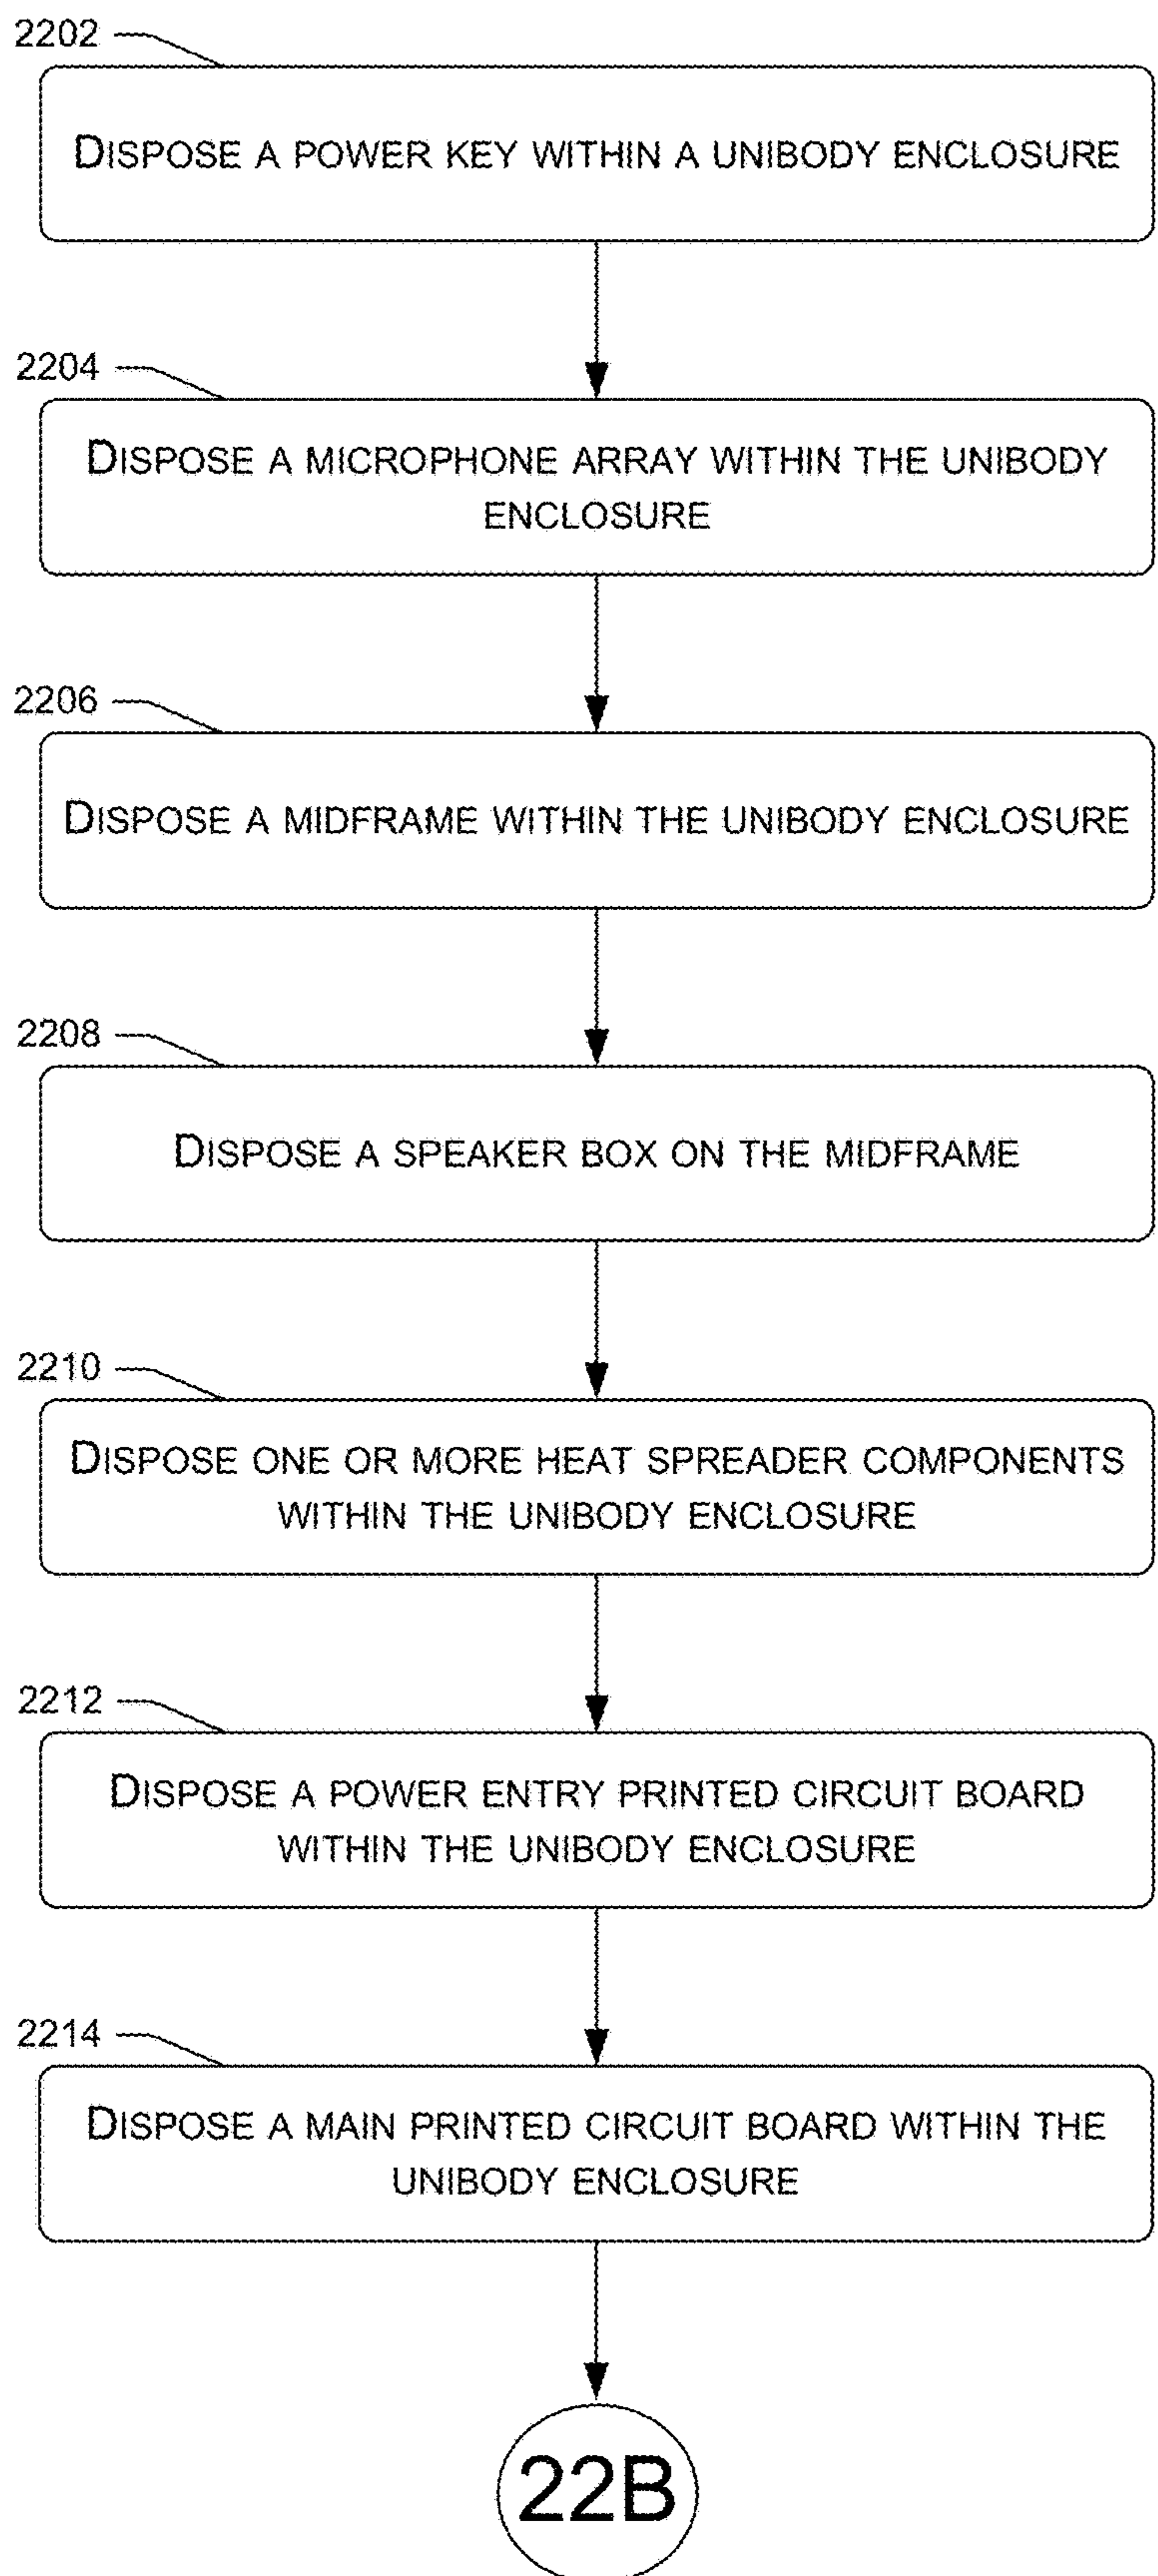 2202
DISPOSE A POWER KEY WITHIN A UNIBODY ENCLOSURE
2204
DISPOSE A MICROPHONE ARRAY WITHIN THE UNIBODY
ENCLOSURE
2206
DISPOSE A MIDFRAME WITHIN THE UNIBODY ENCLOSURE
2208
DISPOSE A SPEAKER BOX ON THE MIDFRAME
2210
DISPOSE ONE OR MORE HEAT SPREADER COMPONENTS
WITHIN THE UNIBODY ENCLOSURE
2212
DISPOSE A POWER ENTRY PRINTED CIRCUIT BOARD
WITHIN THE UNIBODY ENCLOSURE
2214
DISPOSE A MAIN PRINTED CIRCUIT BOARD WITHIN THE
UNIBODY ENCLOSURE
22B